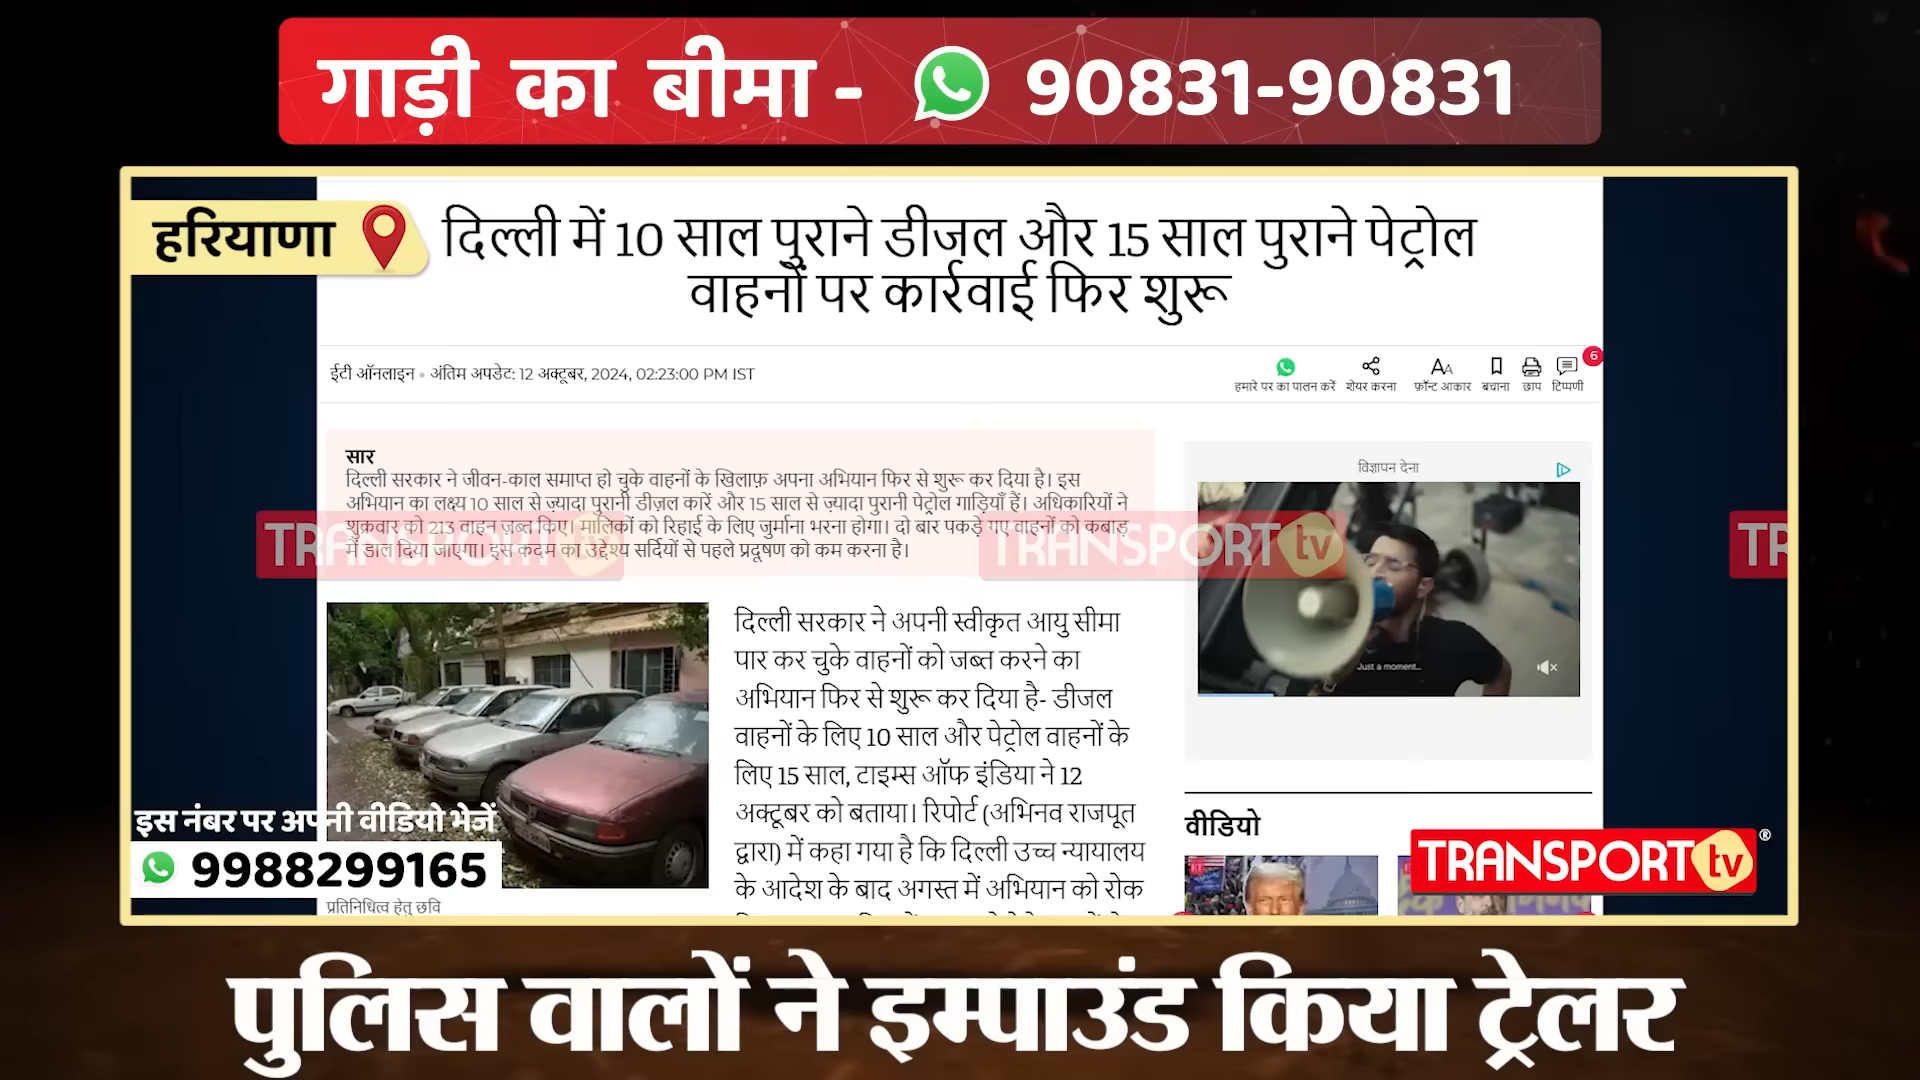 गाड़ी का बीमा - 90831-90831
हरियाणा
दिल्ली में 10 साल पुराने डीजल और 15 साल पुराने पेट्रोल
वाहनों पर कार्रवाई फिर शुरू
ईटी ऑनलाइन • अंतिम अपडेट: 12 अक्टूबर, 2024, 02:23:00 PM IST
6
हमारे पर का पालन करें शेयर करना फ़ॉन्ट आकार बचाना छाप टिप्पणी
सार
दिल्ली सरकार ने जीवन-काल समाप्त हो चुके वाहनों के खिलाफ़ अपना अभियान फिर से शुरू कर दिया है। इस
अभियान का लक्ष्य 10 साल से ज़्यादा पुरानी डीज़ल कारें और 15 साल से ज़्यादा पुरानी पेट्रोल गाड़ियाँ हैं। अधिकारियों ने
शुक्रवार को 213 वाहन ज़ब्त किए। मालिकों को रिहाई के लिए जुर्माना भरना होगा। दो बार पकड़े गए वाहनों को कबाड़
में डाल दिया जाएगा। इस कदम का उद्देश्य सर्दियों से पहले प्रदूषण को कम करना है।
TRANSPORT tv
TRANSPORT tv
TR
विज्ञापन देना
Just a moment...
दिल्ली सरकार ने अपनी स्वीकृत आयु सीमा
पार कर चुके वाहनों को जब्त करने का
अभियान फिर से शुरू कर दिया है- डीजल
वाहनों के लिए 10 साल और पेट्रोल वाहनों के
लिए 15 साल, टाइम्स ऑफ इंडिया ने 12
अक्टूबर को बताया। रिपोर्ट (अभिनव राजपूत
द्वारा) में कहा गया है कि दिल्ली उच्च न्यायालय
के आदेश के बाद अगस्त में अभियान को रोक
वीडियो
इस नंबर पर अपनी वीडियो भेजें
9988299165
प्रतिनिधित्व हेतु छवि
TRANSPORT tv ®
पुलिस वालों ने इम्पाउंड किया ट्रेलर